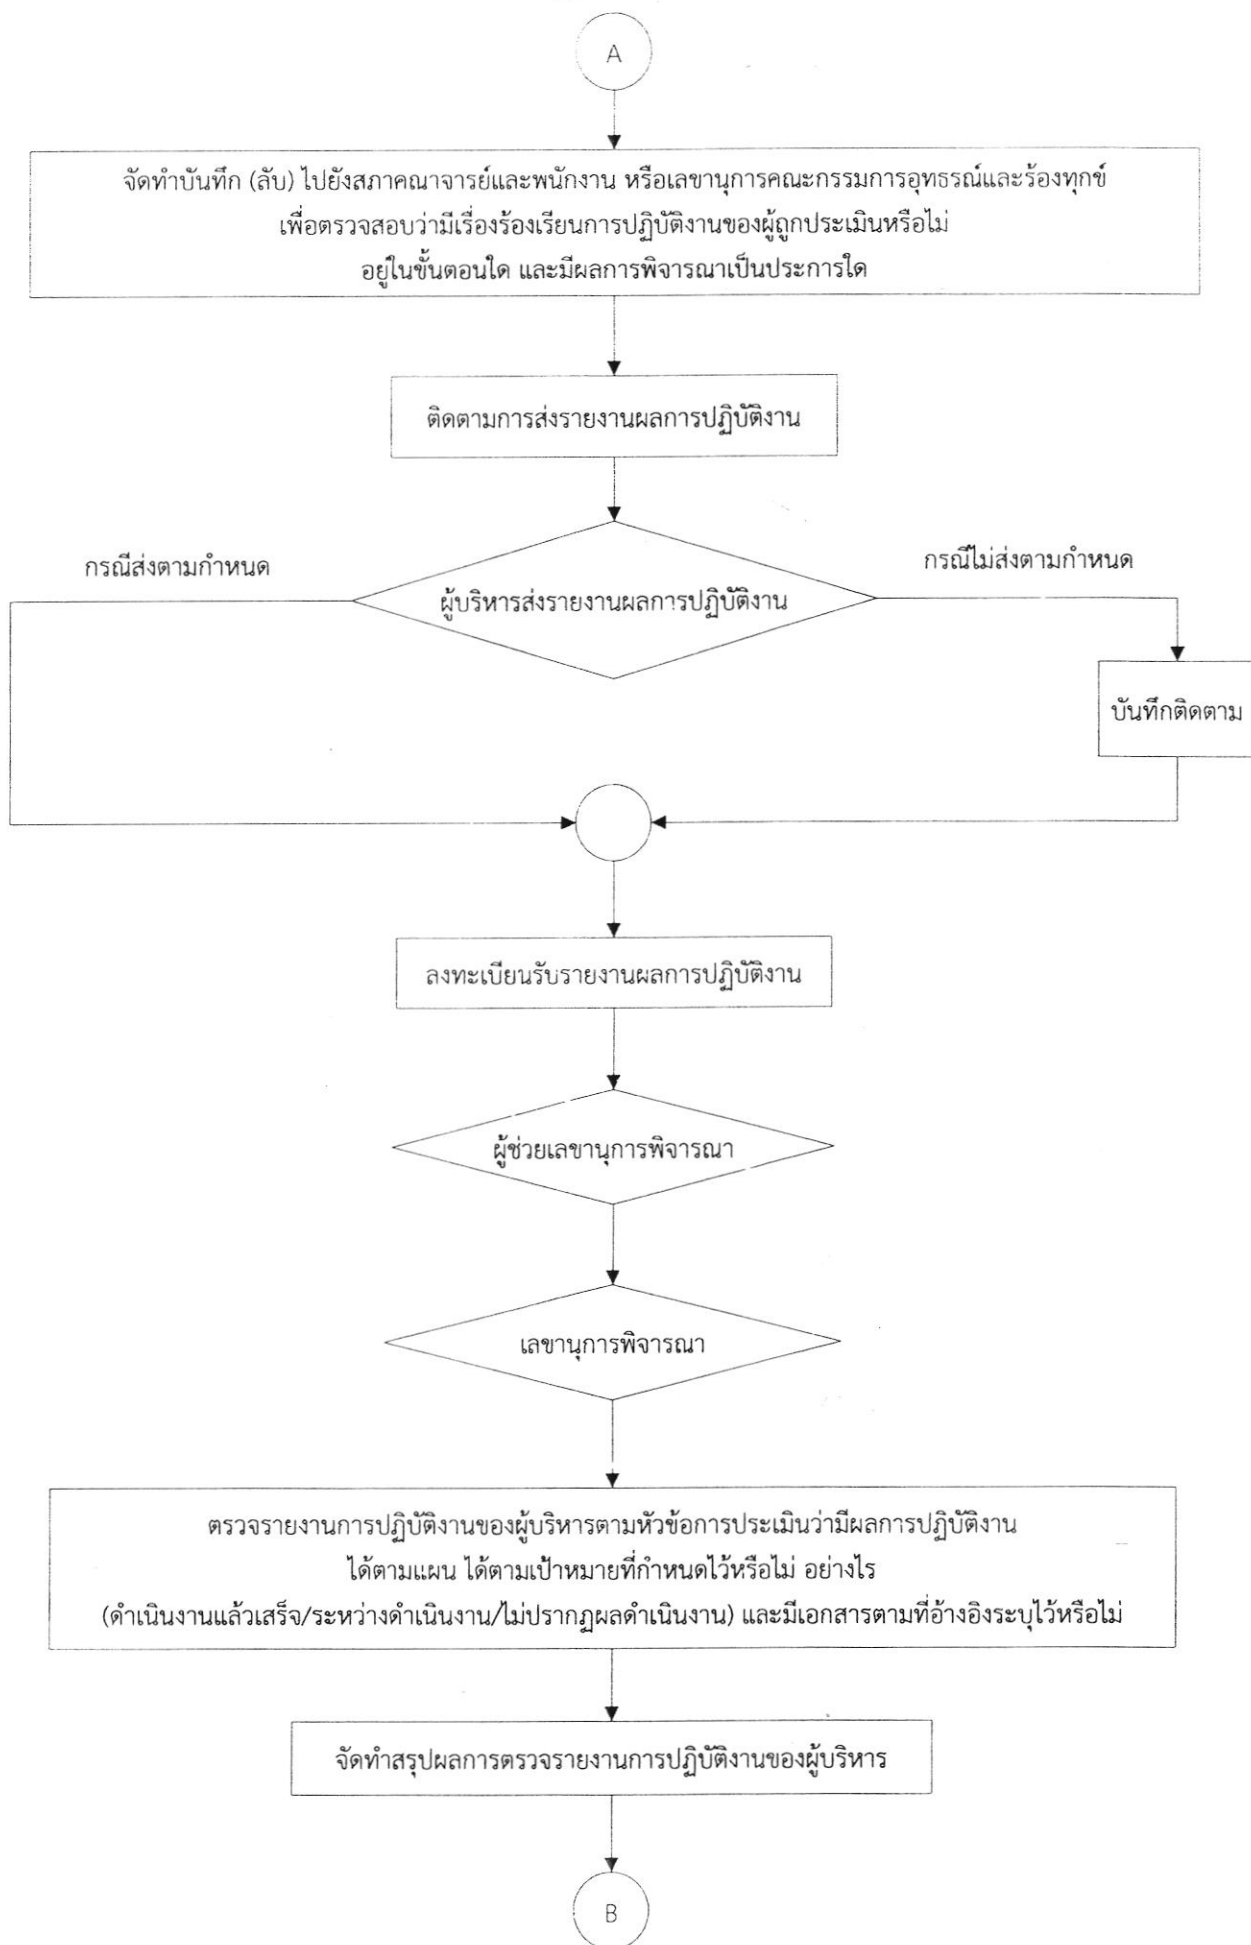 A
จัดทำบันทึก (ลับ) ไปยังสภาคณาจารย์และพนักงาน หรือเลขานุการคณะกรรมการอุทธรณ์และร้องทุกข์
เพื่อตรวจสอบว่ามีเรื่องร้องเรียนการปฏิบัติงานของผู้ถูกประเมินหรือไม่
อยู่ในขั้นตอนใด และมีผลการพิจารณาเป็นประการใด
ติดตามการส่งรายงานผลการปฏิบัติงาน
กรณีส่งตามกำหนด
กรณีไม่ส่งตามกำหนด
ผู้บริหารส่งรายงานผลการปฏิบัติงาน
บันทึกติดตาม
ลงทะเบียนรับรายงานผลการปฏิบัติงาน
ผู้ช่วยเลขานุการพิจารณา
เลขานุการพิจารณา
ตรวจรายงานการปฏิบัติงานของผู้บริหารตามหัวข้อการประเมินว่ามีผลการปฏิบัติงาน
ได้ตามแผน ได้ตามเป้าหมายที่กำหนดไว้หรือไม่ อย่างไร
(ดำเนินงานแล้วเสร็จ/ระหว่างดำเนินงาน/ไม่ปรากฏผลดำเนินงาน) และมีเอกสารตามที่อ้างอิงระบุไว้หรือไม่
จัดทำสรุปผลการตรวจรายงานการปฏิบัติงานของผู้บริหาร
B